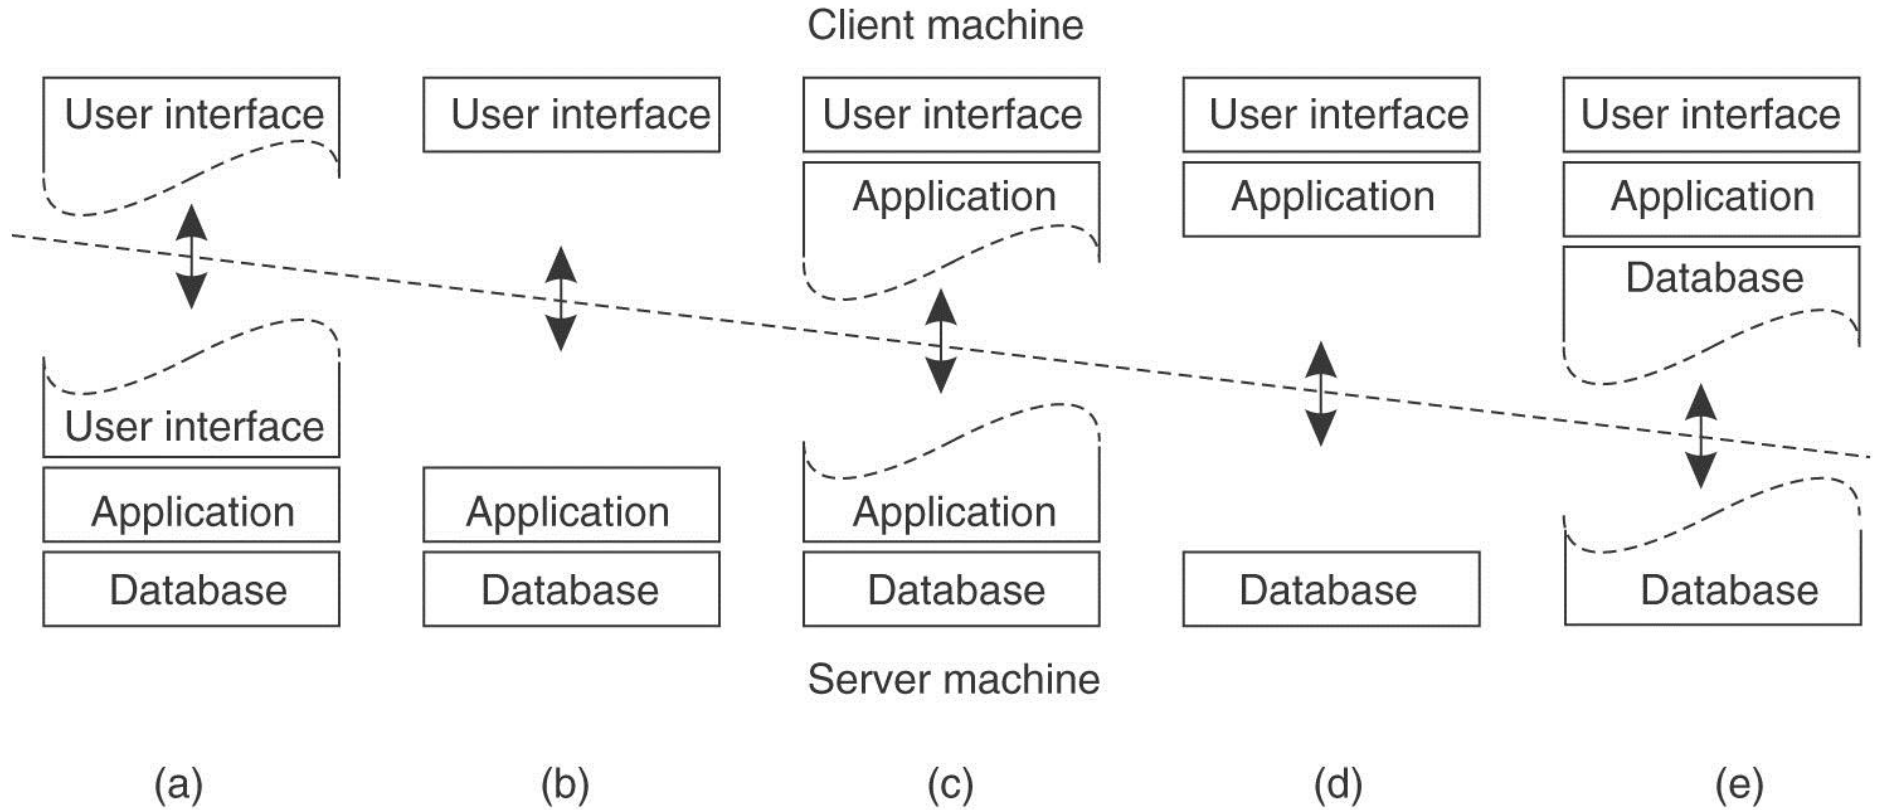 Client machine
User interface
User interface
User interface
User interface
User interface
Application
Application
Application
Database
User interface
Application
Application
Application
Database
Database
Database
Database
Database
Server machine
(a)
(b)
(c)
(d)
(e)